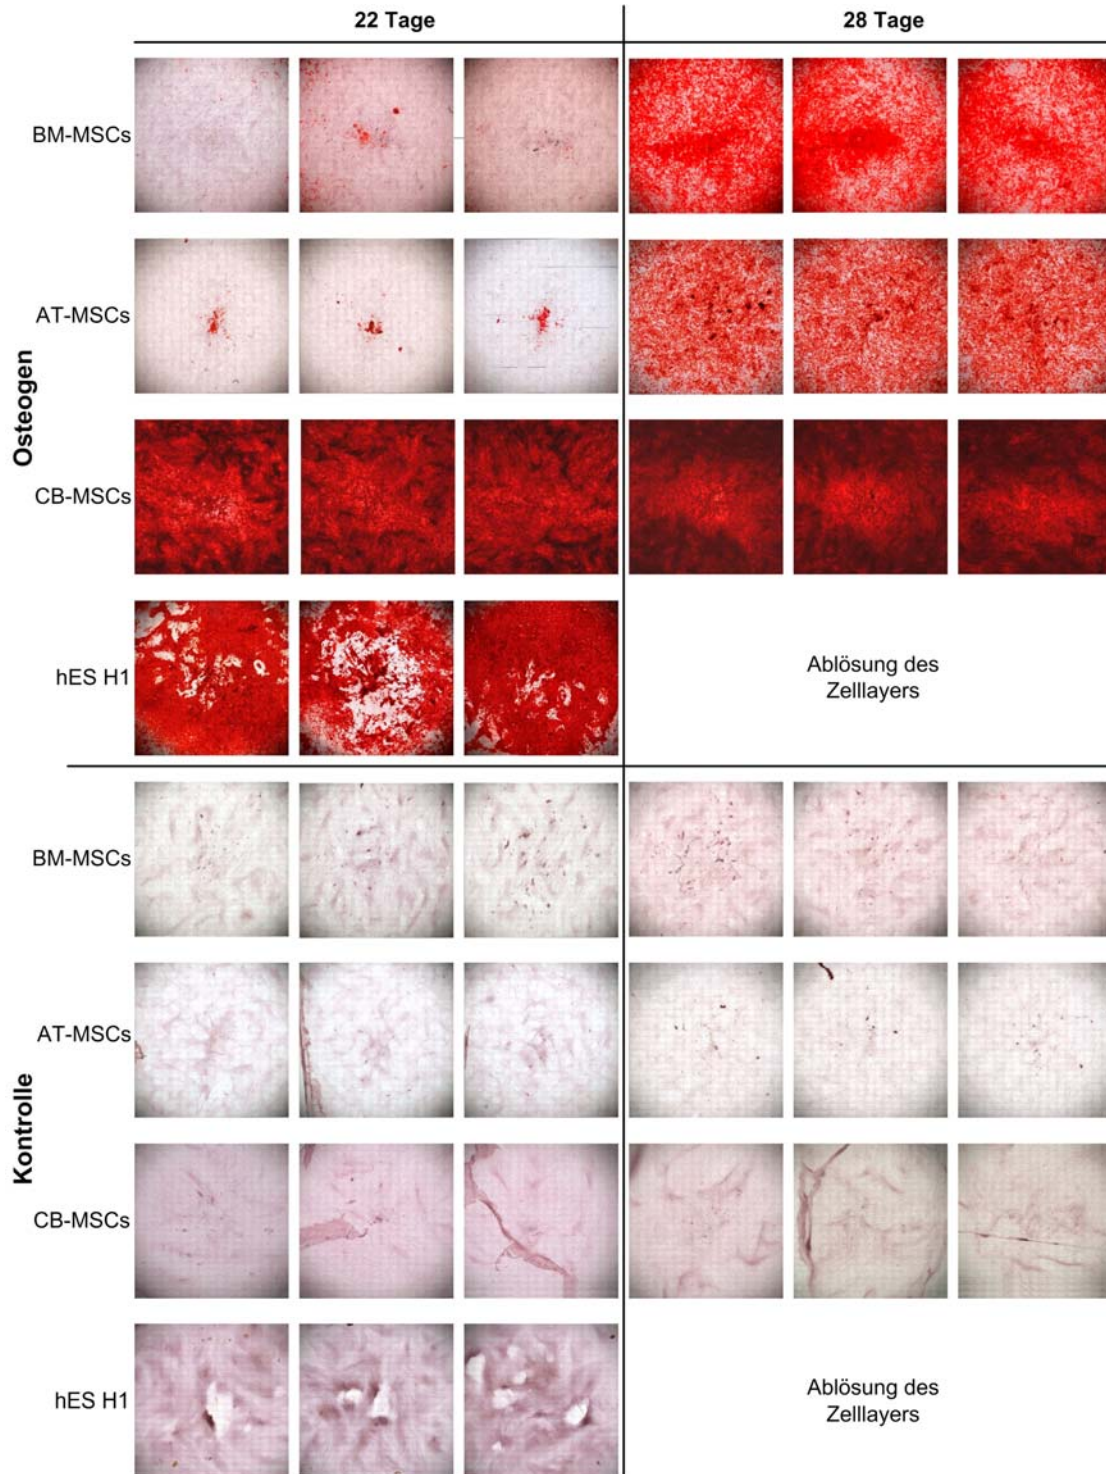 22 Tage
28 Tage
Osteogen
BM-MSCs
AT-MSCs
CB-MSCs
hES H1
Ablösung des
Zelllayers
Kontrolle
BM-MSCs
AT-MSCs
CB-MSCs
hES H1
Ablösung des
Zelllayers